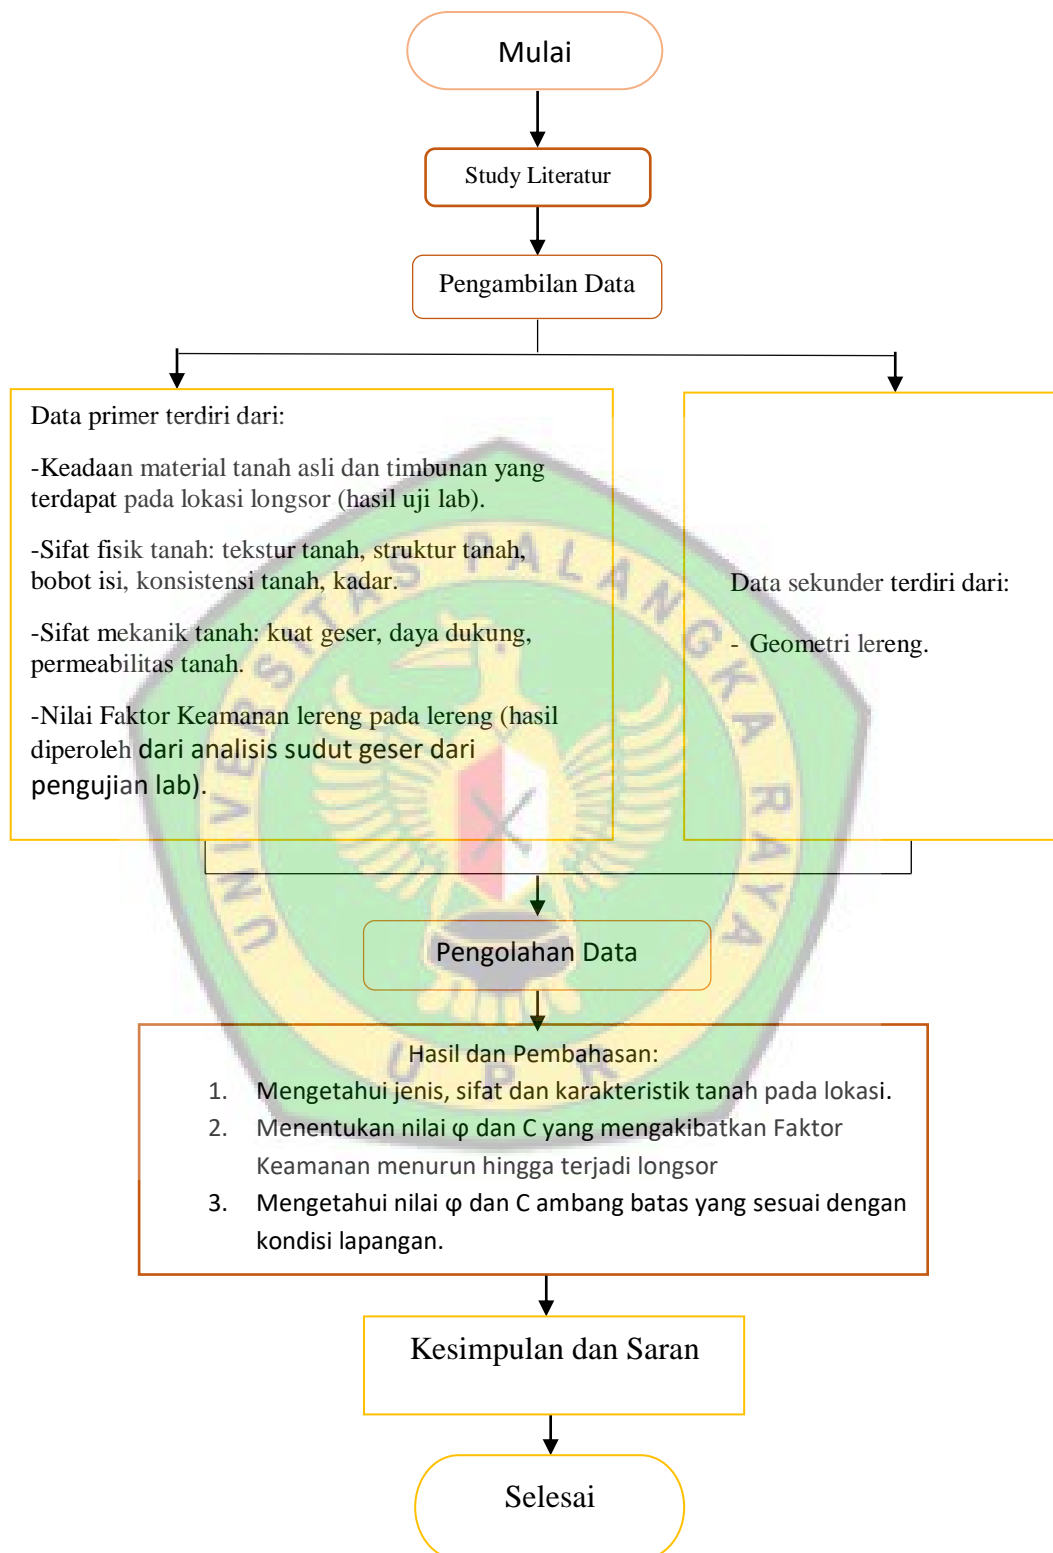 Mulai
Study Literatur
Pengambilan Data
Data primer terdiri dari:
-Keadaan material tanah asli dan timbunan yang
terdapat pada lokasi longsor (hasil uji lab).
-Sifat fisik tanah: tekstur tanah, struktur tanah,
bobot isi, konsistensi tanah, kadar.
-Sifat mekanik tanah: kuat geser, daya dukung,
permeabilitas tanah.
-Nilai Faktor Keamanan lereng pada lereng (hasil
diperoleh dari analisis sudut geser dari
pengujian lab).
Data sekunder terdiri dari:
- Geometri lereng.
UNIVERSITAS PALANGKA RAYA
UPR
Pengolahan Data
Hasil dan Pembahasan:
1. Mengetahui jenis, sifat dan karakteristik tanah pada lokasi.
2. Menentukan nilai φ dan C yang mengakibatkan Faktor
Keamanan menurun hingga terjadi longsor
3. Mengetahui nilai φ dan C ambang batas yang sesuai dengan
kondisi lapangan.
Kesimpulan dan Saran
Selesai